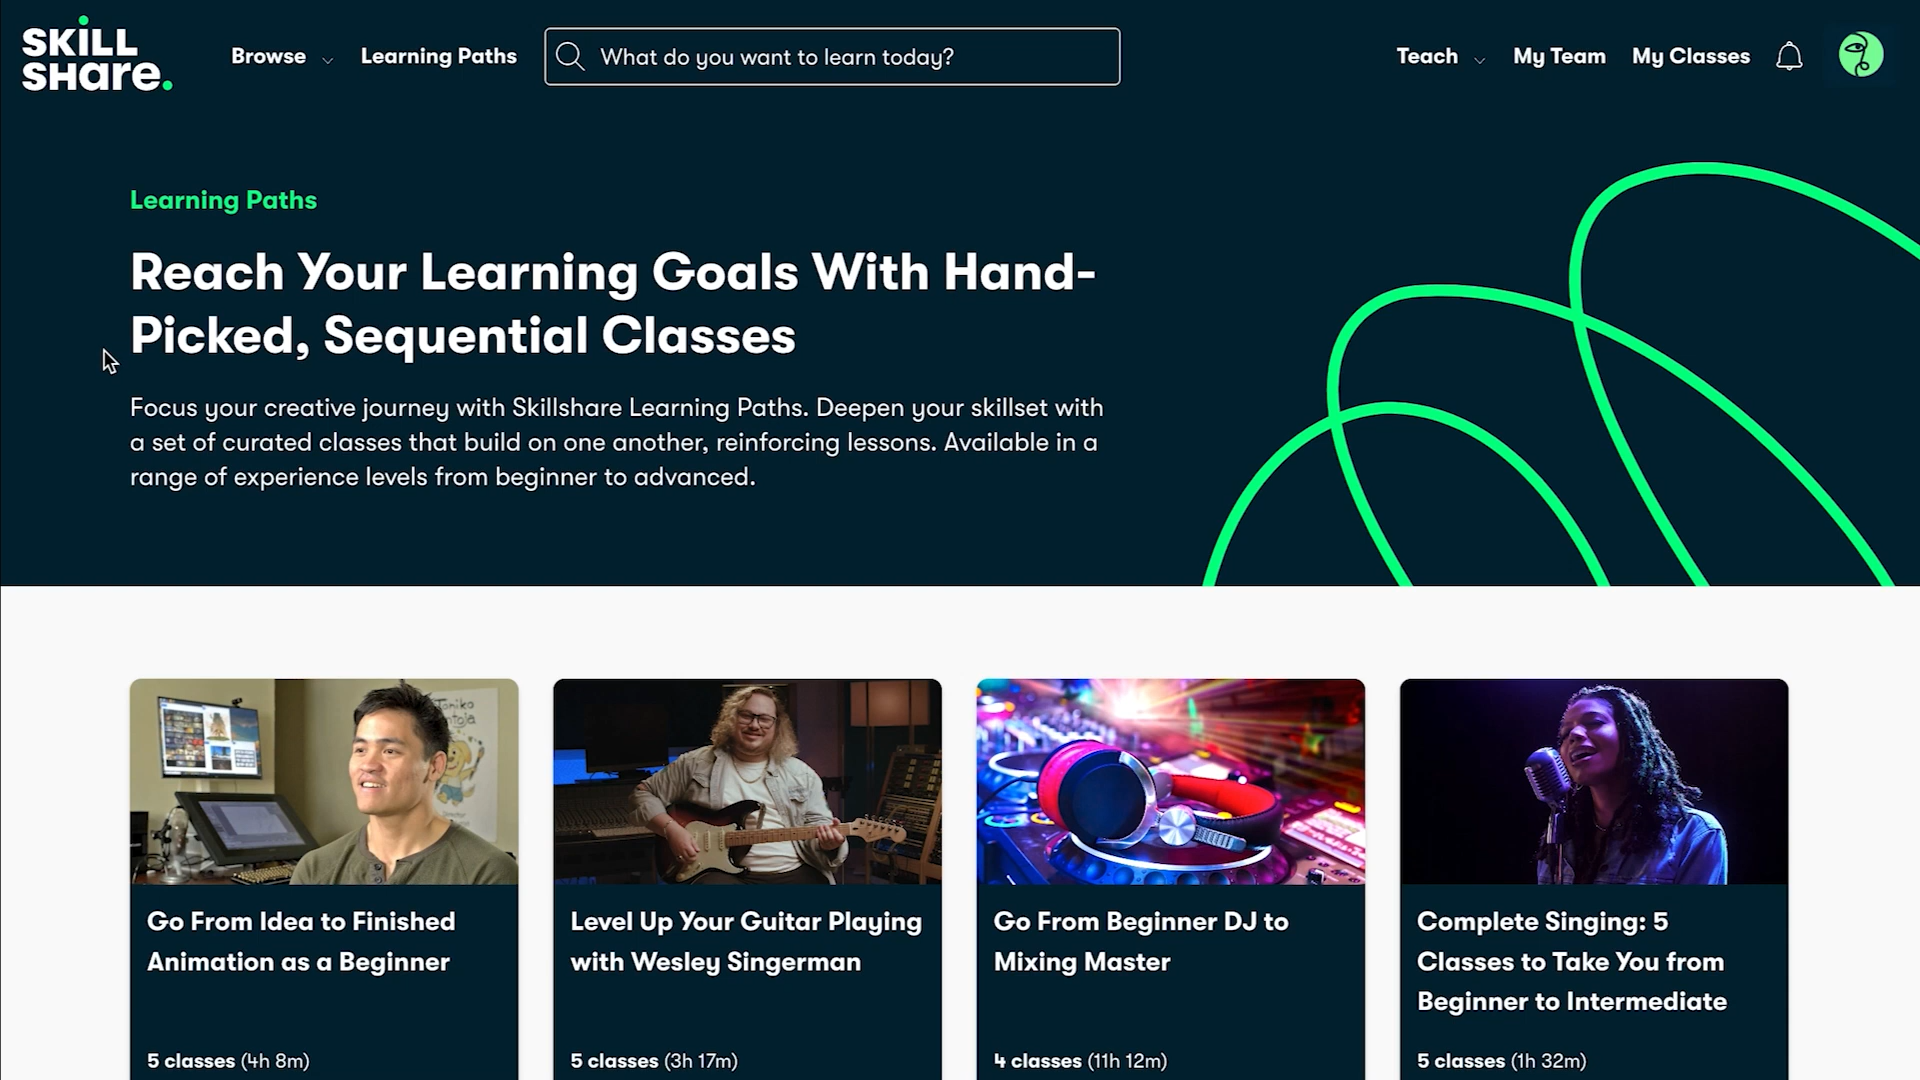 SKILL
SHare.
Browse
Learning Paths
What do you want to learn today?
Teach
My Team
My Classes
Learning Paths
Reach Your Learning Goals With Hand-
Picked, Sequential Classes
Focus your creative journey with Skillshare Learning Paths. Deepen your skillset with
a set of curated classes that build on one another, reinforcing lessons. Available in a
range of experience levels from beginner to advanced.
Go From Idea to Finished
Animation as a Beginner
5 classes (4h 8m)
Level Up Your Guitar Playing
with Wesley Singerman
5 classes (3h 17m)
Go From Beginner DJ to
Mixing Master
4 classes (11h 12m)
Complete Singing: 5
Classes to Take You from
Beginner to Intermediate
5 classes (1h 32m)